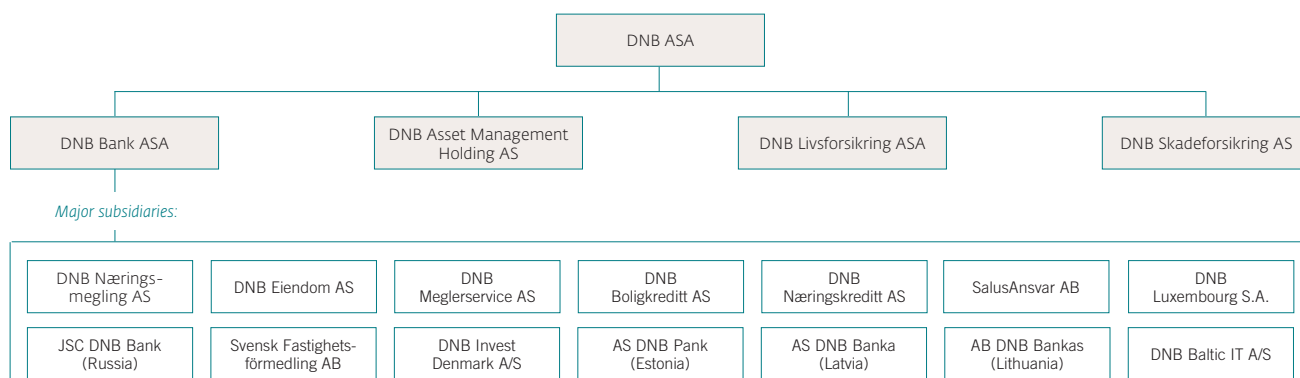 DNB ASA
DNB Bank ASA
DNB Asset Management
Holding AS
DNB Livsforsikring ASA
DNB Skadeforsikring AS
Major subsidiaries:
DNB Nærings-
megling AS
DNB Eiendom AS
DNB
Meglerservice AS
DNB
Boligkreditt AS
DNB
Næringskreditt AS
SalusAnsvar AB
DNB
Luxembourg S.A.
JSC DNB Bank
(Russia)
Svensk Fastighets-
förmedling AB
DNB Invest
Denmark A/S
AS DNB Pank
(Estonia)
AS DNB Banka
(Latvia)
AB DNB Bankas
(Lithuania)
DNB Baltic IT A/S